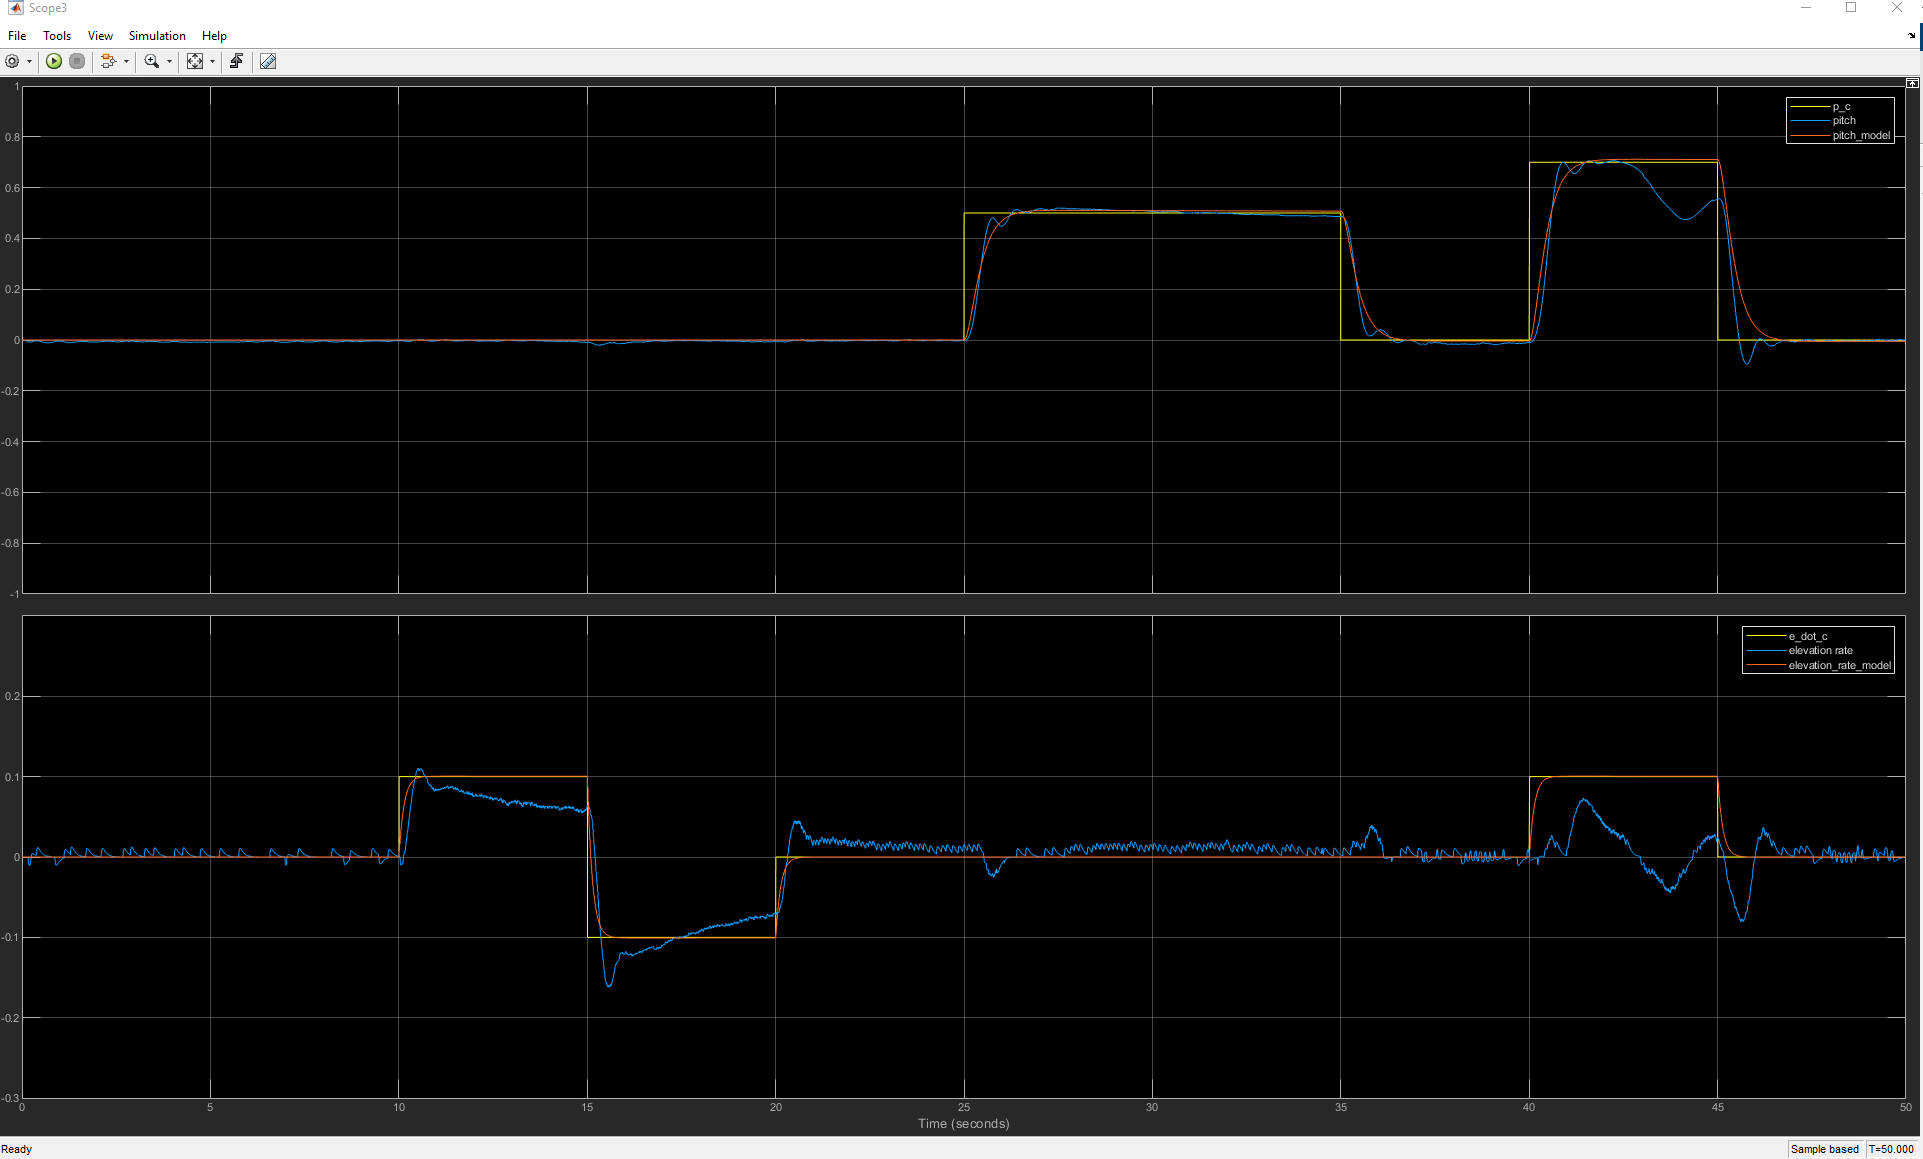 Scope3
File Tools View Simulation Help
1
0.8
0.6
0.4
0.2
0
-0.2
-0.4
-0.6
-0.8
-1
p_c
pitch
pitch_model
0.2
0.1
0
-0.1
-0.2
-0.3
e_dot_c
elevation rate
elevation_rate_model
0 5 10 15 20 25 30 35 40 45 50
Time (seconds)
Ready Sample based T=50.000